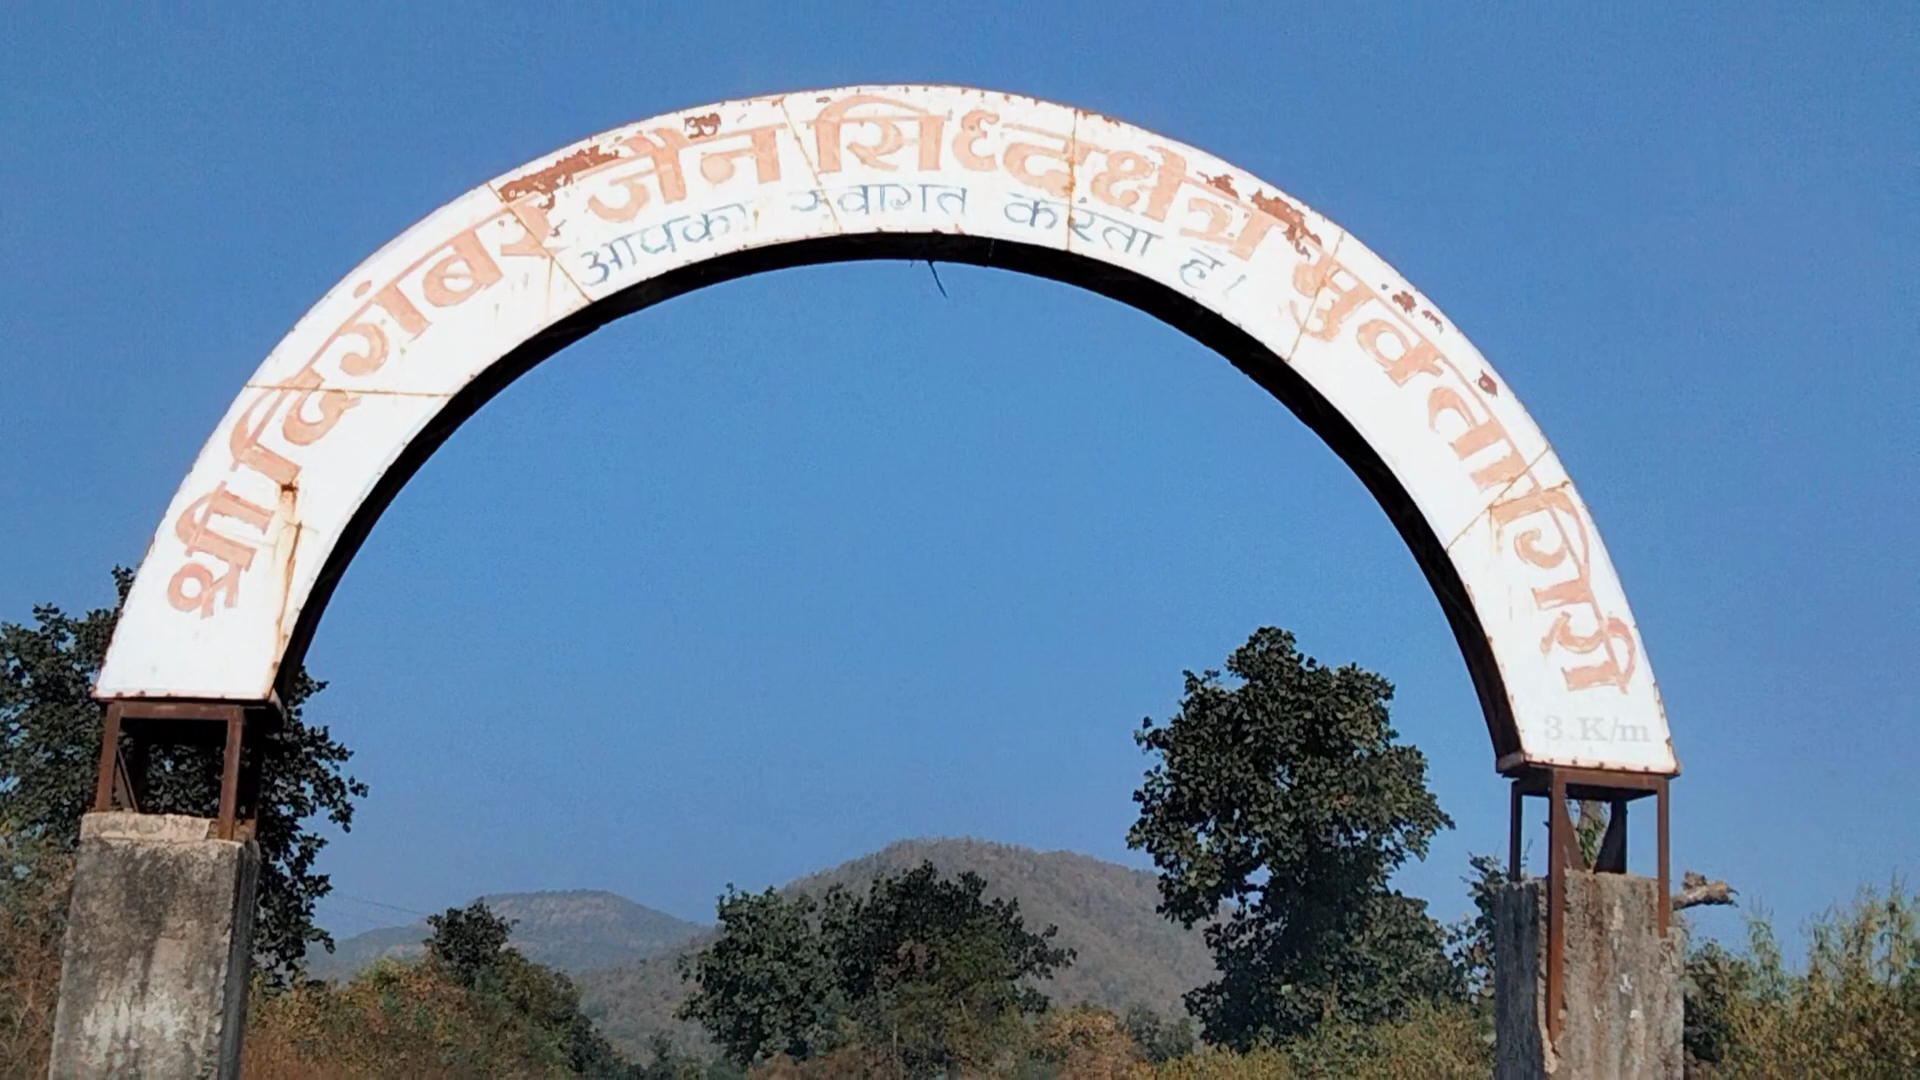 श्री दिगंबर जैन सिध्दक्षेत्र मुक्तागिरी
आपका स्वागत करता है।
3.K/m